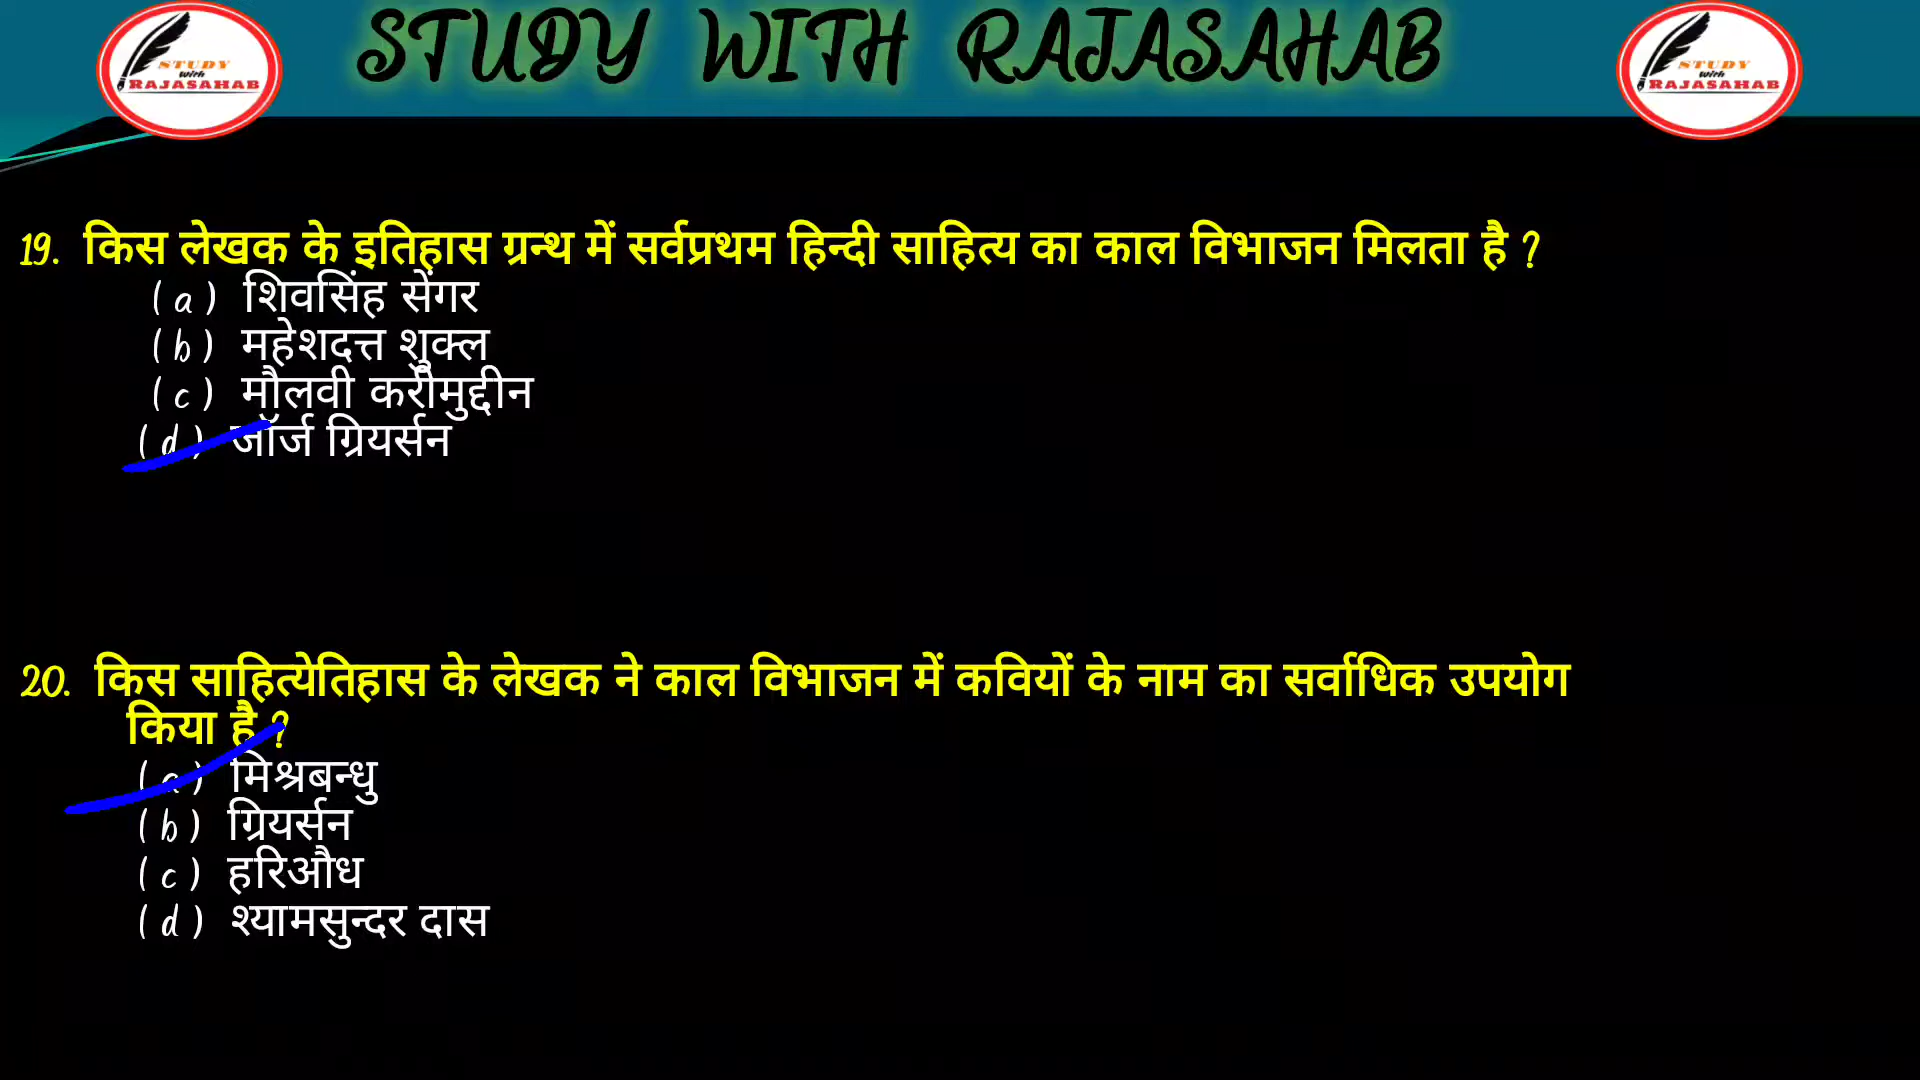 STUDY WITH RAJASAHAB
STUDY
With
RAJASAHAB
STUDY
With
RAJASAHAB
19. किस लेखक के इतिहास ग्रन्थ में सर्वप्रथम हिन्दी साहित्य का काल विभाजन मिलता है ?
(a) शिवसिंह सेंगर
(b) महेशदत्त शुक्ल
(c) मौलवी करीमुद्दीन
(d) जॉर्ज ग्रियर्सन
20. किस साहित्येतिहास के लेखक ने काल विभाजन में कवियों के नाम का सर्वाधिक उपयोग
किया है ?
(a) मिश्रबन्धु
(b) ग्रियर्सन
(c) हरिऔध
(d) श्यामसुन्दर दास